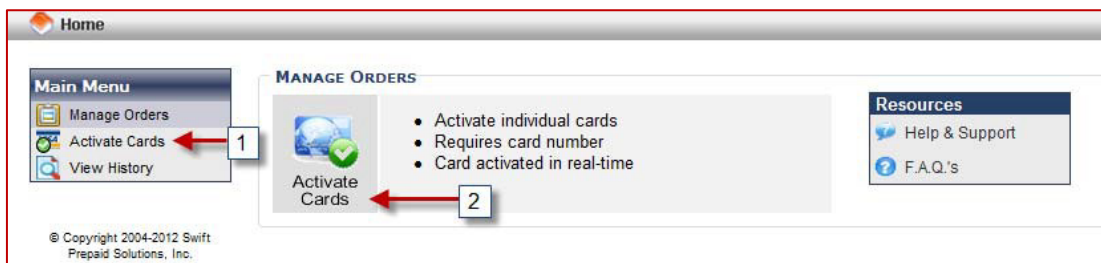 Home
Main Menu
Manage Orders
Activate Cards
1
View History
© Copyright 2004-2012 Swift
Prepaid Solutions, Inc.
MANAGE ORDERS
Activate
Cards
2
• Activate individual cards
• Requires card number
• Card activated in real-time
Resources
Help & Support
F.A.Q.'s